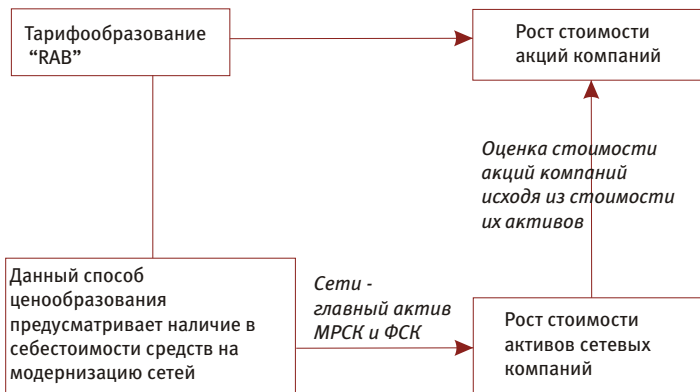 Тарифообразование
“RAB”
Рост стоимости
акций компаний
Оценка стоимости
акций компаний
исходя из стоимости
их активов
Данный способ
ценообразования
предусматривает наличие в
себестоимости средств на
модернизацию сетей
Сети -
главный актив
МРСК и ФСК
Рост стоимости
активов сетевых
компаний